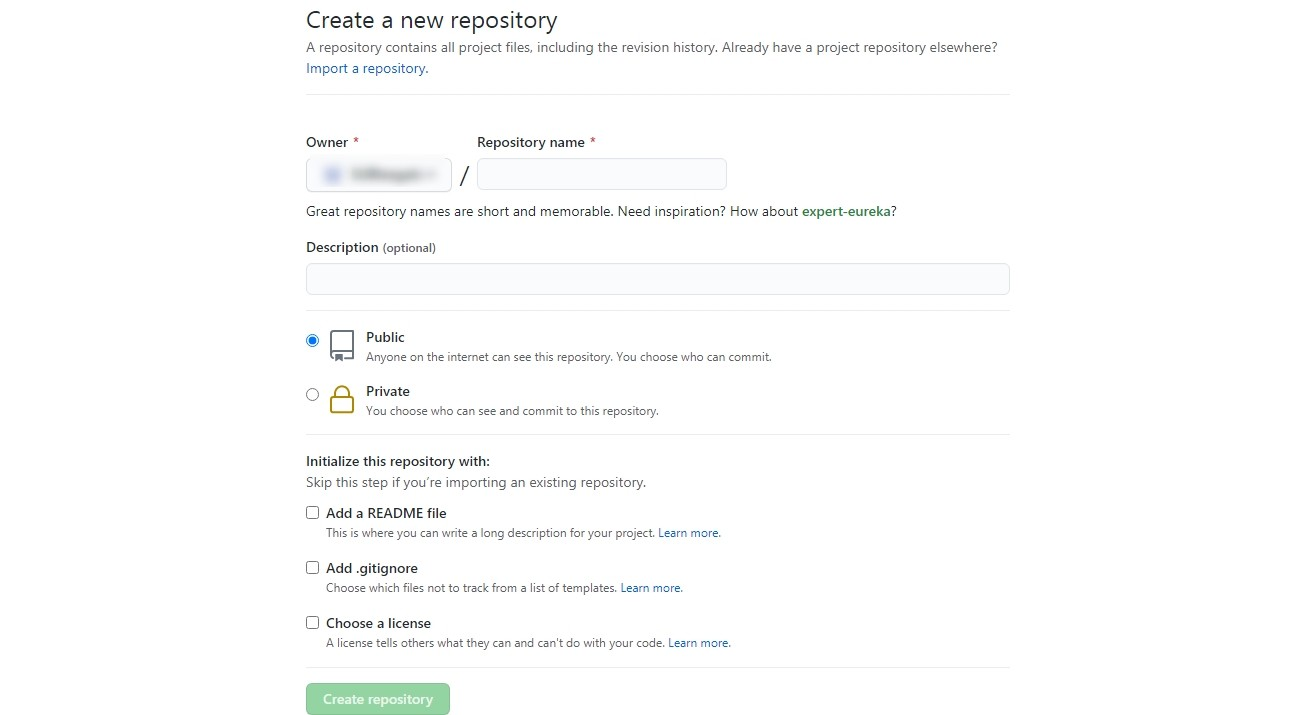 Create a new repository
A repository contains all project files, including the revision history. Already have a project repository elsewhere?
Import a repository.
Owner *
Repository name *
/
Great repository names are short and memorable. Need inspiration? How about expert-eureka?
Description (optional)
Public
Anyone on the internet can see this repository. You choose who can commit.
Private
You choose who can see and commit to this repository.
Initialize this repository with:
Skip this step if you're importing an existing repository.
Add a README file
This is where you can write a long description for your project. Learn more.
Add .gitignore
Choose which files not to track from a list of templates. Learn more.
Choose a license
A license tells others what they can and can't do with your code. Learn more.
Create repository